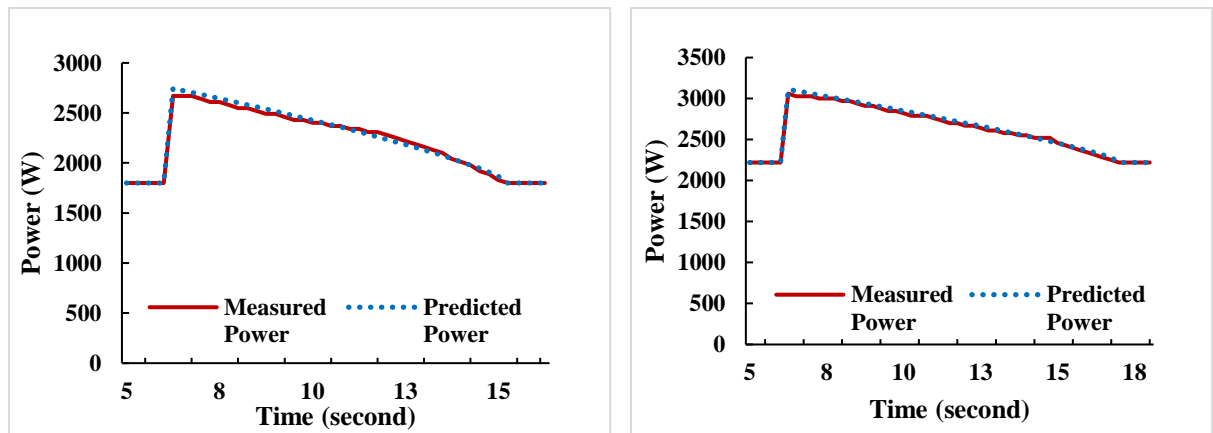 3000
2500
2000
1500
1000
500
0
Power (W)
Measured Power
Predicted Power
5 8 10 13 15
Time (second)
3500
3000
2500
2000
1500
1000
500
0
Power (W)
Measured Power
Predicted Power
5 8 10 13 15 18
Time (second)